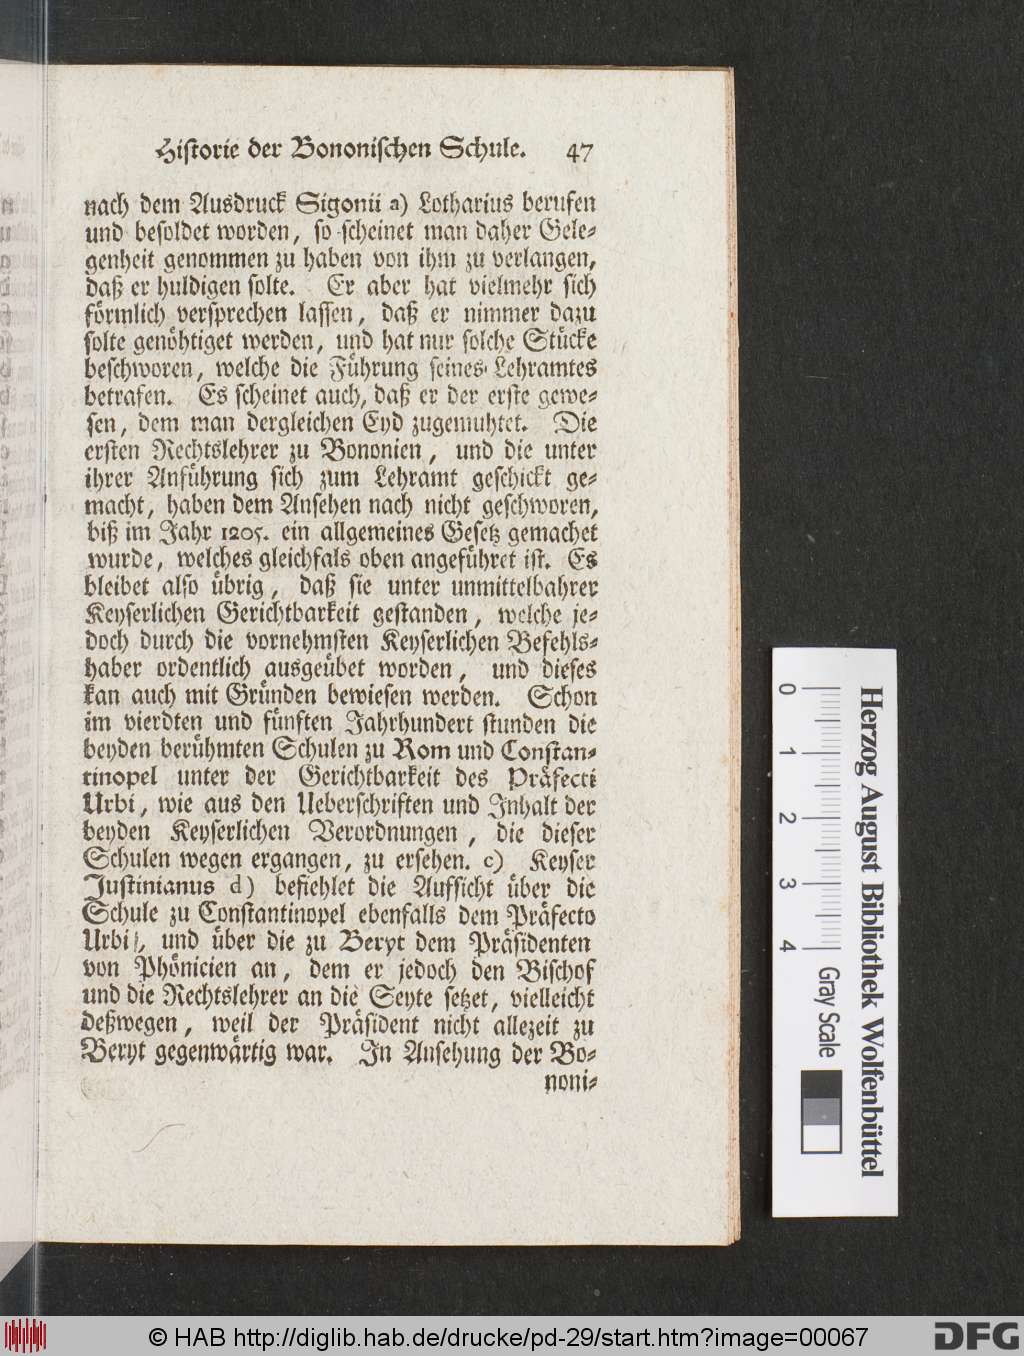 Historie der Bononischen Schule. 47
nach dem Ausdruck Sigonii a) Lotharius berufen
und besoldet worden, so scheinet man daher Gele-
genheit genommen zu haben von ihm zu verlangen,
daß er huldigen solte. Er aber hat vielmehr sich
förmlich versprechen lassen, daß er nimmer dazu
solte genöhtiget werden, und hat nur solche Stücke
beschworen, welche die Führung seines Lehramtes
betrafen. Es scheinet auch, daß er der erste gewe-
sen, dem man dergleichen Eyd zugemuhtet. Die
ersten Rechtslehrer zu Bononien, und die unter
ihrer Anführung sich zum Lehramt geschickt ge-
macht, haben dem Ansehen nach nicht geschworen,
biß im Jahr 1205. ein allgemeines Gesetz gemachet
wurde, welches gleichfals oben angeführet ist. Es
bleibet also übrig, daß sie unter unmittelbahrer
Keyserlichen Gerichtbarkeit gestanden, welche je-
doch durch die vornehmsten Keyserlichen Befehls-
haber ordentlich ausgeübet worden, und dieses
kan auch mit Gründen bewiesen werden. Schon
im vierdten und fünften Jahrhundert stunden die
beyden berühmten Schulen zu Rom und Constan-
tinopel unter der Gerichtbarkeit des Präfecti
Urbi, wie aus den Ueberschriften und Inhalt der
beyden Keyserlichen Verordnungen, die dieser
Schulen wegen ergangen, zu ersehen. c) Keyser
Justinianus d) befiehlet die Aufsicht über die
Schule zu Constantinopel ebenfalls dem Präfecto
Urbi, und über die zu Beryt dem Präsidenten
von Phönicien an, dem er jedoch den Bischof
und die Rechtslehrer an die Seyte setzet, vielleicht
deßwegen, weil der Präsident nicht allezeit zu
Beryt gegenwärtig war. In Ansehung der Bo-
noni-
0 1 2 3 4 Gray Scale
Herzog August Bibliothek Wolfenbüttel
© HAB http://diglib.hab.de/drucke/pd-29/start.htm?image=00067
DFG